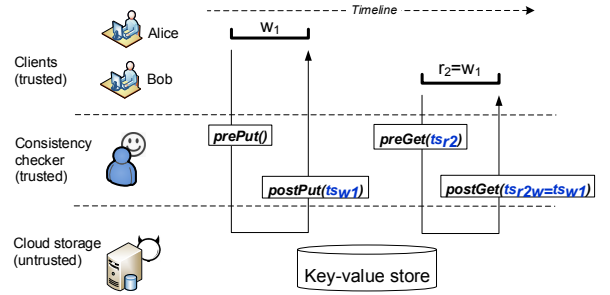 Timeline
Alice
w1
Clients
(trusted)
Bob
r2=w1
Consistency
checker
(trusted)
prePut()
preGet(tsr2)
postPut(tsw1)
postGet(tsr2w=tsw1)
Cloud storage
(untrusted)
Key-value store